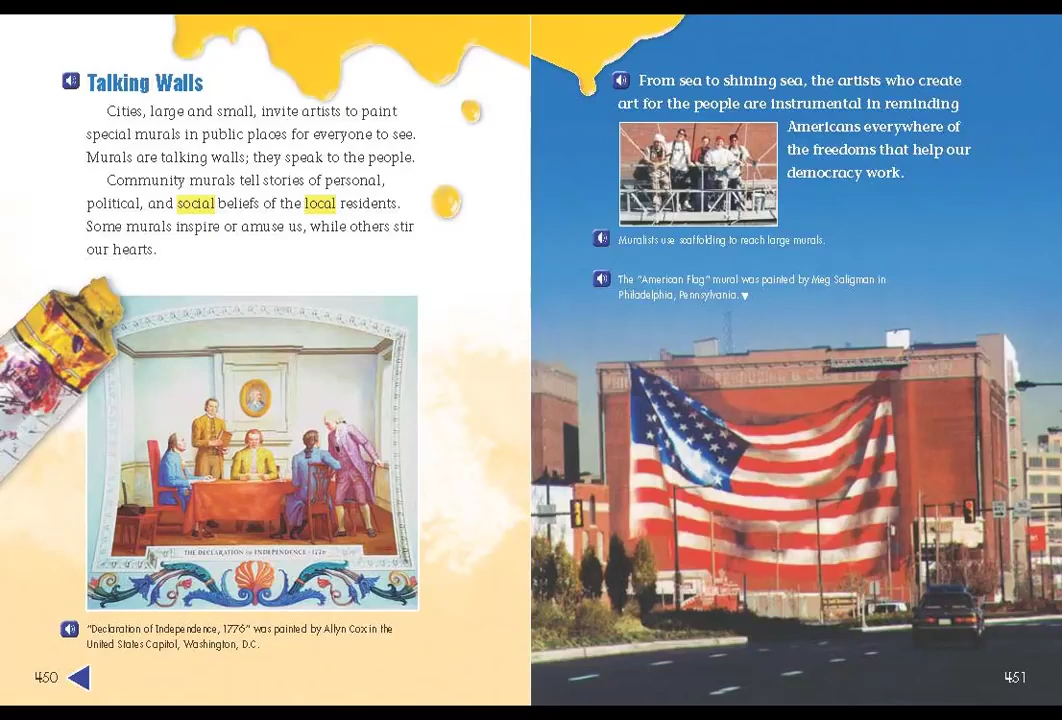 Talking Walls
Cities, large and small, invite artists to paint
special murals in public places for everyone to see.
Murals are talking walls; they speak to the people.
Community murals tell stories of personal,
political, and social beliefs of the local residents.
Some murals inspire or amuse us, while others stir
our hearts.
THE DECLARATION OF INDEPENDENCE · 1776
"Declaration of Independence, 1776" was painted by Allyn Cox in the
United States Capitol, Washington, D.C.
450
From sea to shining sea, the artists who create
art for the people are instrumental in reminding
Americans everywhere of
the freedoms that help our
democracy work.
Muralists use scaffolding to reach large murals.
The "American Flag" mural was painted by Meg Saligman in
Philadelphia, Pennsylvania. ▼
451